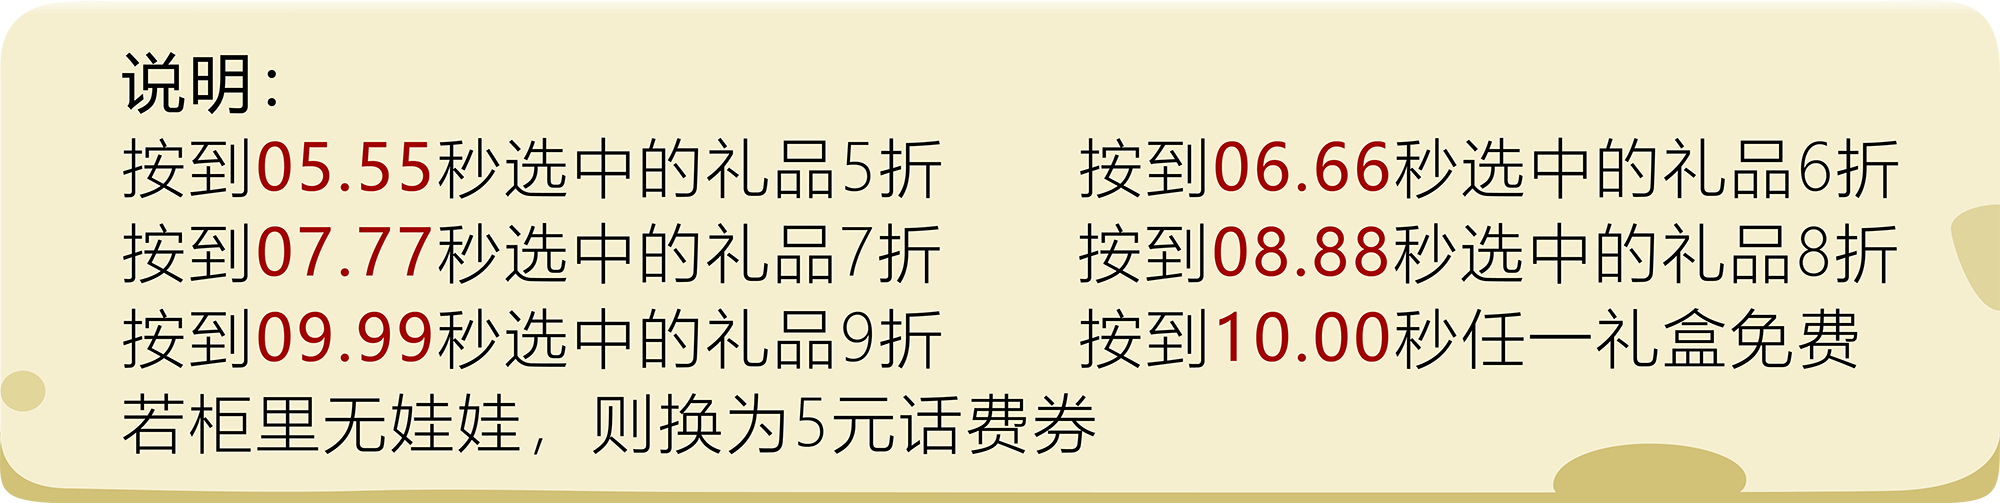 说明：
按到05.55秒选中的礼品5折 按到06.66秒选中的礼品6折
按到07.77秒选中的礼品7折 按到08.88秒选中的礼品8折
按到09.99秒选中的礼品9折 按到10.00秒任一礼盒免费
若柜里无娃娃，则换为5元话费券